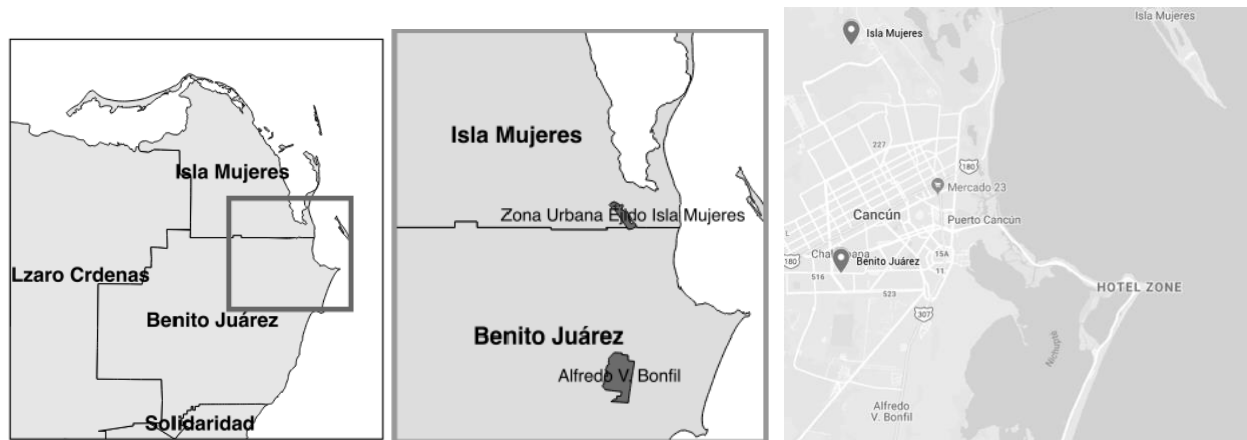 Isla Mujeres
Lzaro Crdenas
Benito Juárez
Solidaridad
Isla Mujeres
Zona Urbana Ejido Isla Mujeres
Benito Juárez
Alfredo V. Bonfil
Isla Mujeres
Isla Mujeres
227
180
Mercado 23
Cancún
Puerto Cancún
L
Benito Juárez
180
516
15A
11
523
HOTEL ZONE
307
Alfredo
V. Bonfil